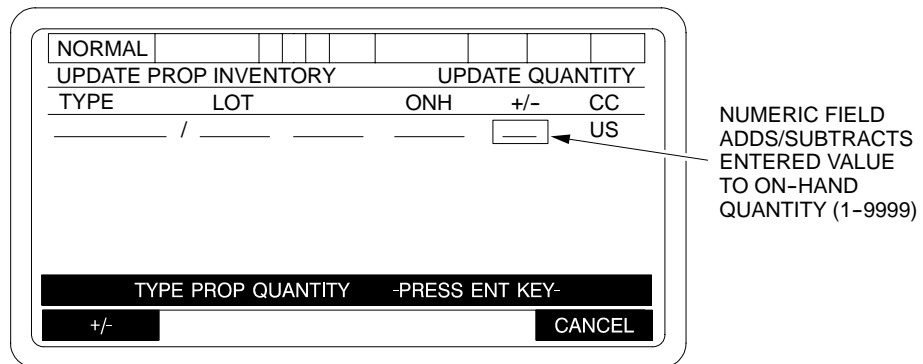 NORMAL
UPDATE PROP INVENTORY UPDATE QUANTITY
TYPE LOT ONH +/- CC
/ US
TYPE PROP QUANTITY -PRESS ENT KEY-
+/- CANCEL
NUMERIC FIELD
ADDS/SUBTRACTS
ENTERED VALUE
TO ON-HAND
QUANTITY (1-9999)